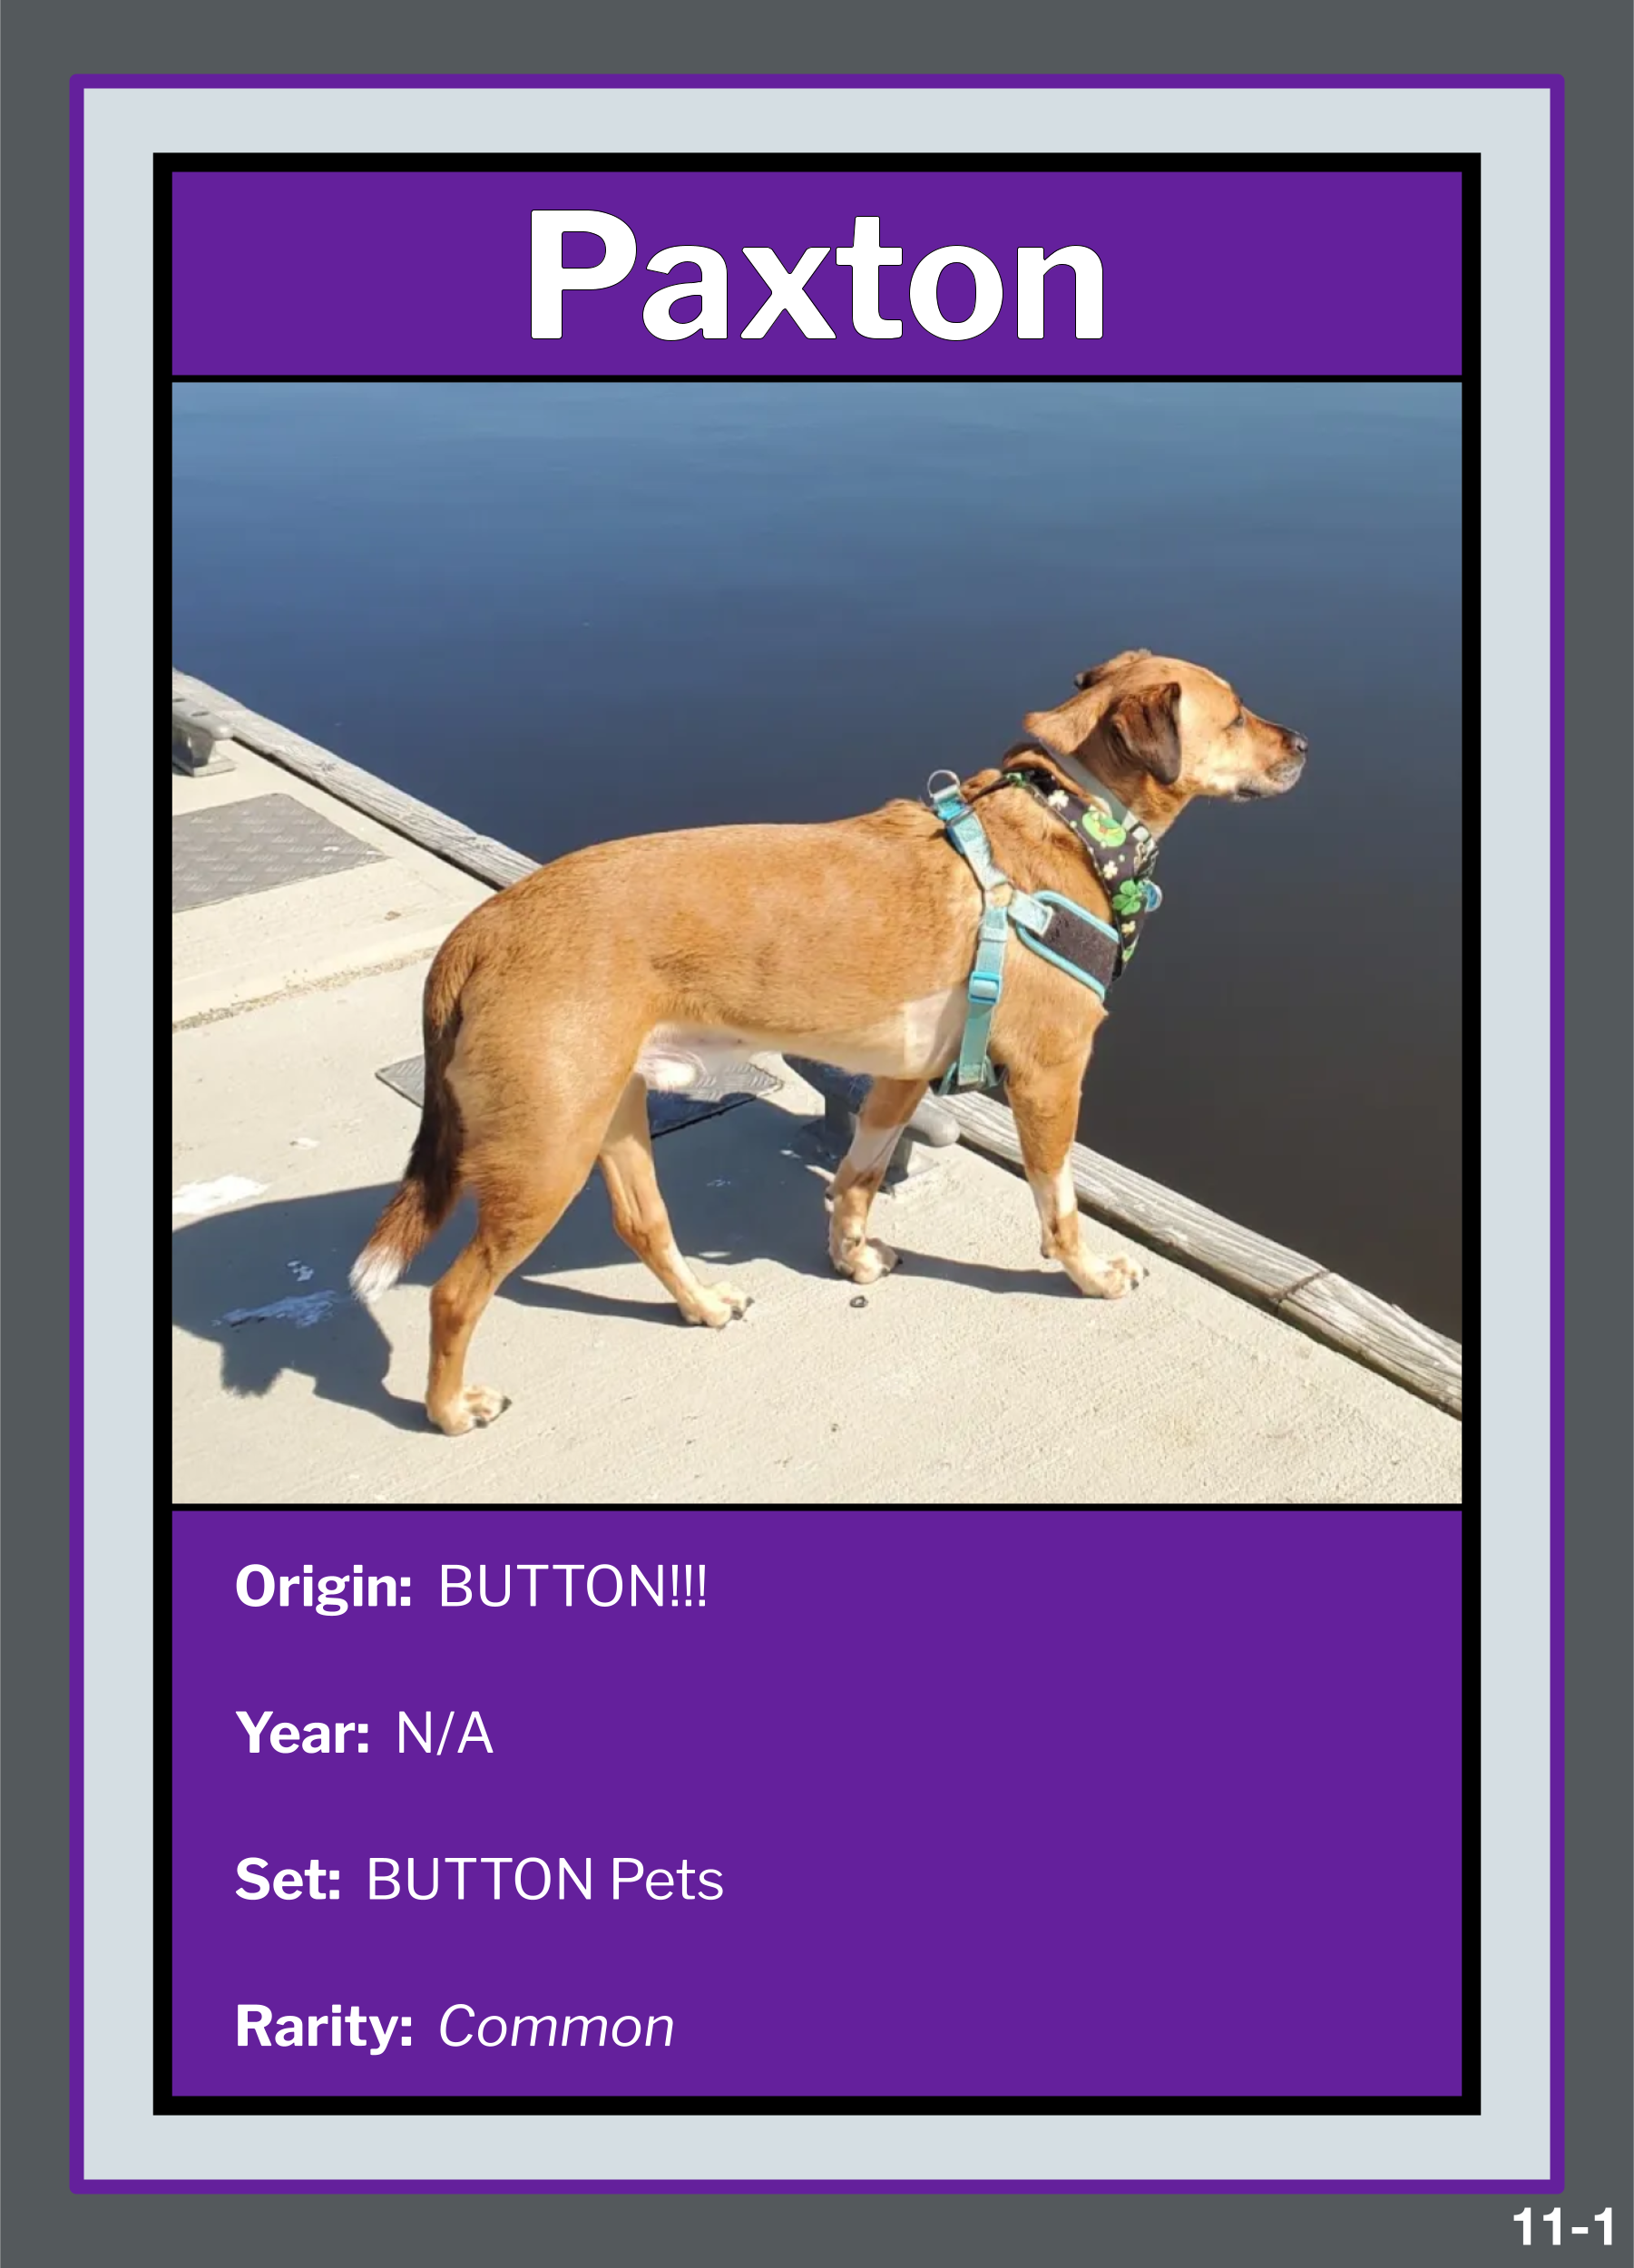 Paxton
Origin: BUTTON!!!
Year: N/A
Set: BUTTON Pets
Rarity: Common
11-1